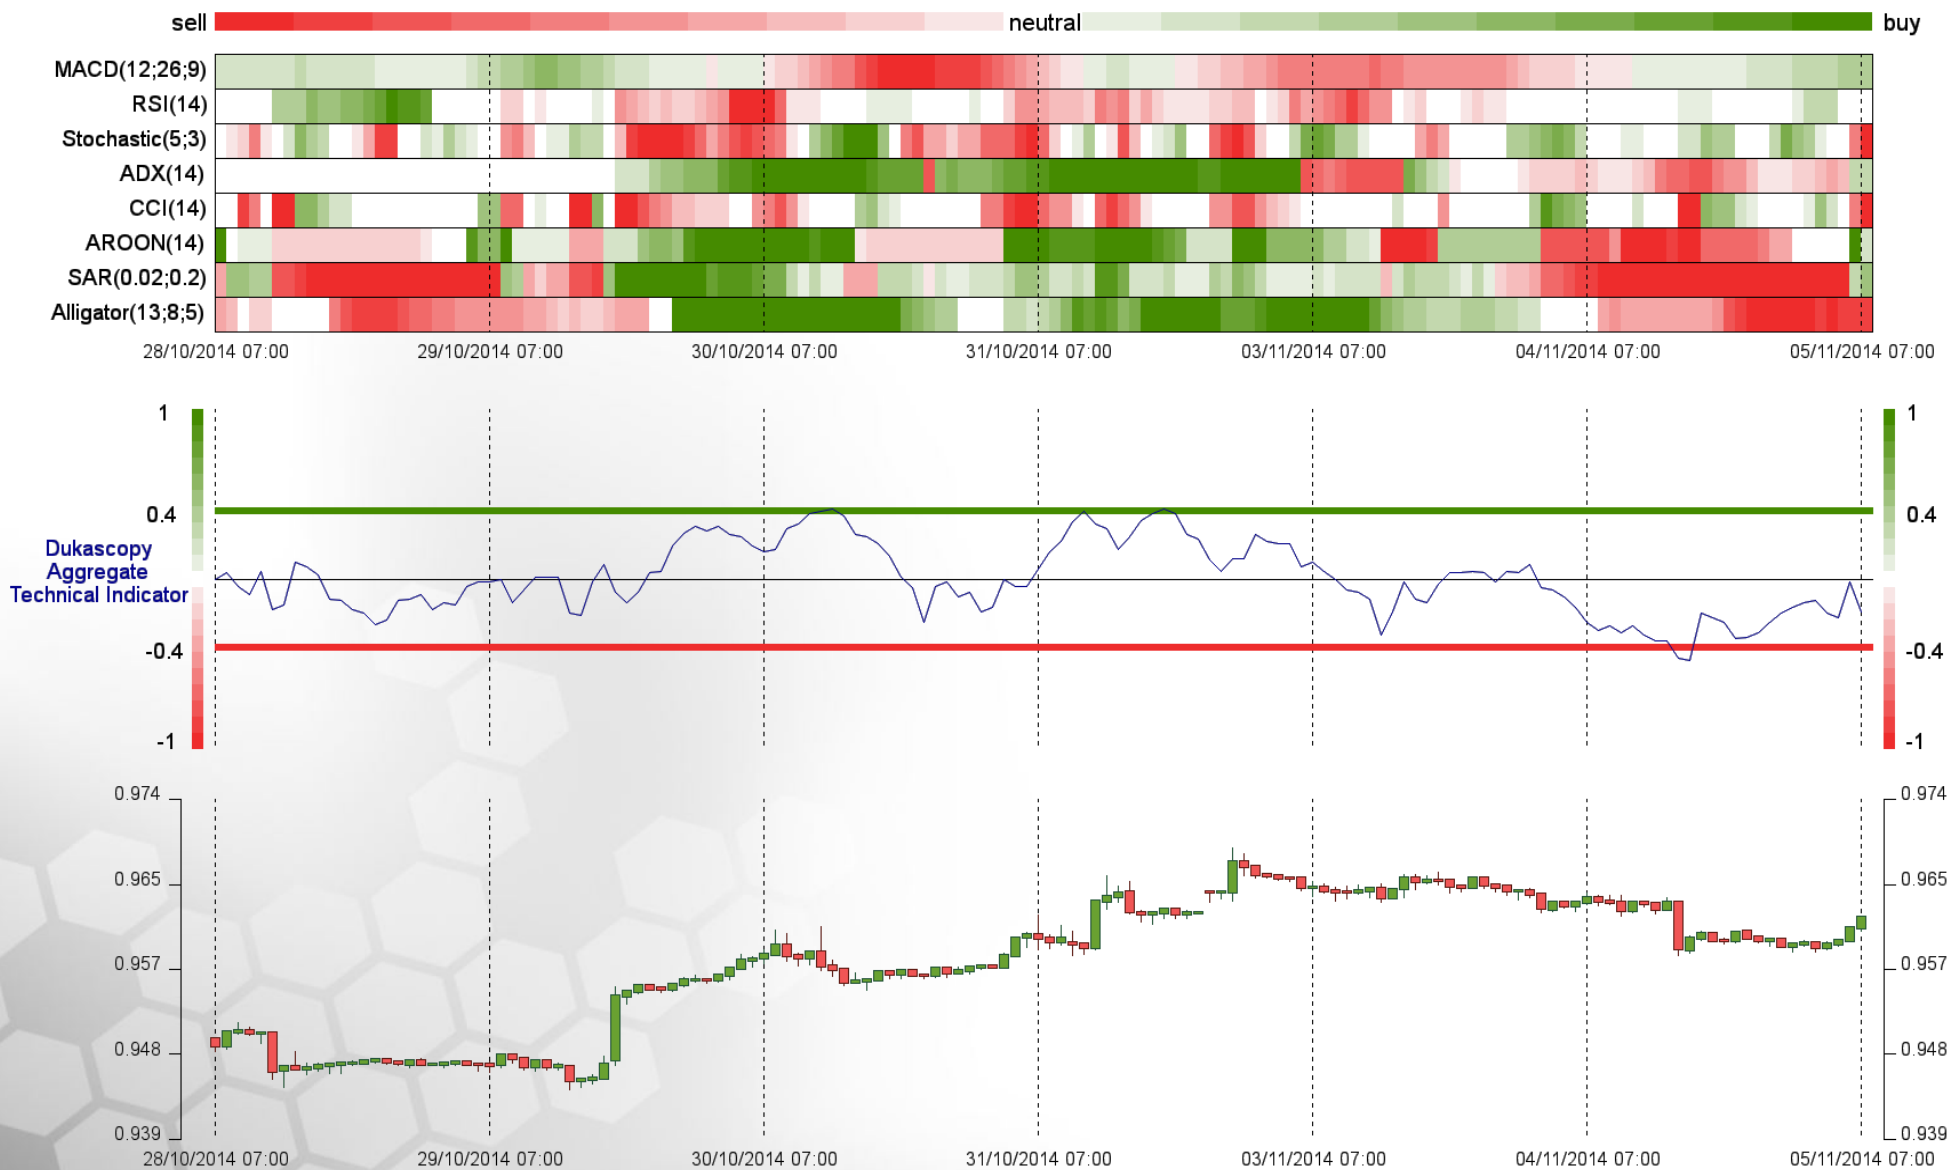 sell neutral buy
MACD(12;26;9)
RSI(14)
Stochastic(5;3)
ADX(14)
CCI(14)
AROON(14)
SAR(0.02;0.2)
Alligator(13;8;5)
28/10/2014 07:00 29/10/2014 07:00 30/10/2014 07:00 31/10/2014 07:00 03/11/2014 07:00 04/11/2014 07:00 05/11/2014 07:00
1 1
0.4 0.4
Dukascopy
Aggregate
Technical Indicator
-0.4 -0.4
-1 -1
0.974 0.974
0.965 0.965
0.957 0.957
0.948 0.948
0.939 0.939
28/10/2014 07:00 29/10/2014 07:00 30/10/2014 07:00 31/10/2014 07:00 03/11/2014 07:00 04/11/2014 07:00 05/11/2014 07:00